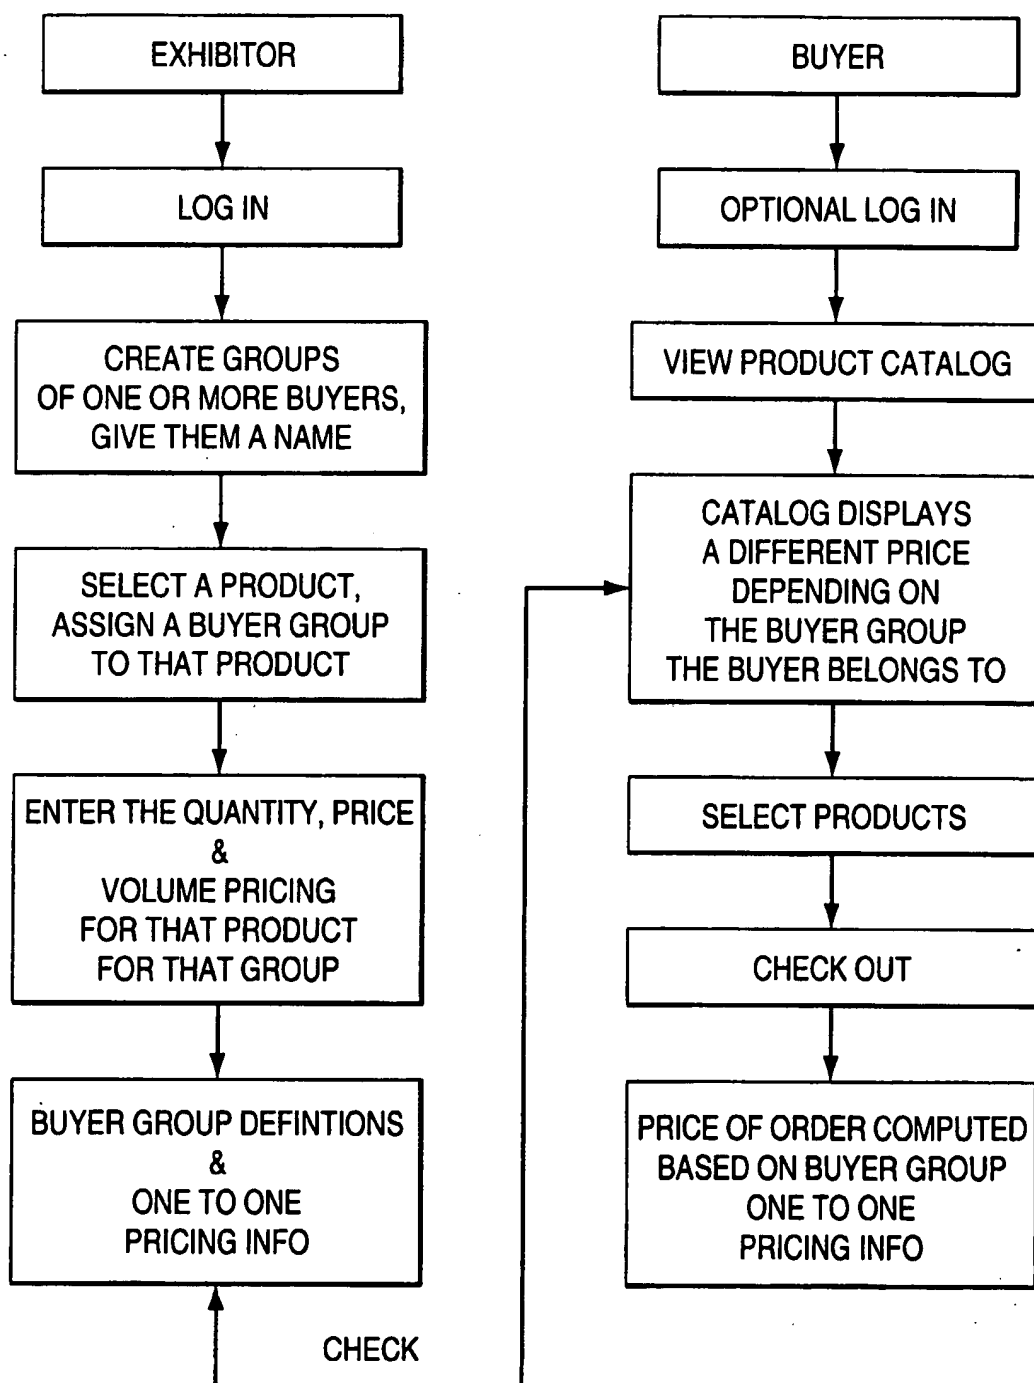 EXHIBITOR
LOG IN
CREATE GROUPS
OF ONE OR MORE BUYERS,
GIVE THEM A NAME
SELECT A PRODUCT,
ASSIGN A BUYER GROUP
TO THAT PRODUCT
ENTER THE QUANTITY, PRICE
&
VOLUME PRICING
FOR THAT PRODUCT
FOR THAT GROUP
BUYER GROUP DEFINTIONS
&
ONE TO ONE
PRICING INFO
CHECK
BUYER
OPTIONAL LOG IN
VIEW PRODUCT CATALOG
CATALOG DISPLAYS
A DIFFERENT PRICE
DEPENDING ON
THE BUYER GROUP
THE BUYER BELONGS TO
SELECT PRODUCTS
CHECK OUT
PRICE OF ORDER COMPUTED
BASED ON BUYER GROUP
ONE TO ONE
PRICING INFO